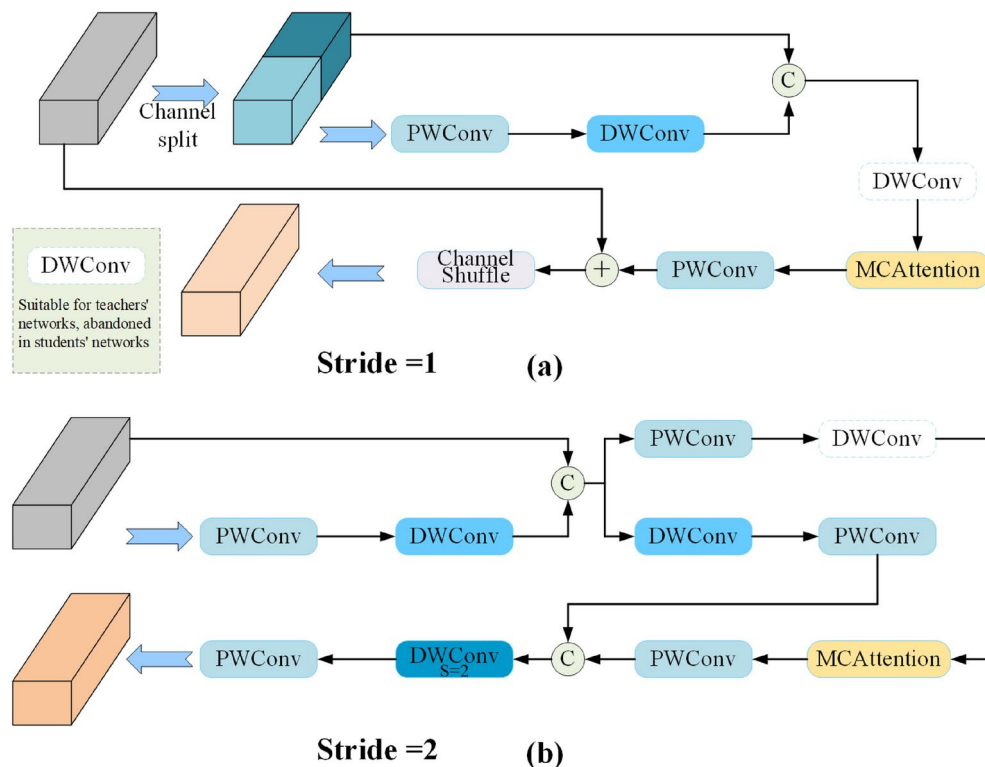 Channel
split
PWConv
DWConv
C
DWConv
MCAttention
PWConv
+
Channel
Shuffle
DWConv
Suitable for teachers'
networks, abandoned
in students' networks
Stride =1
(a)
PWConv
DWConv
C
PWConv
DWConv
DWConv
PWConv
MCAttention
PWConv
C
DWConv
S=2
PWConv
Stride =2
(b)